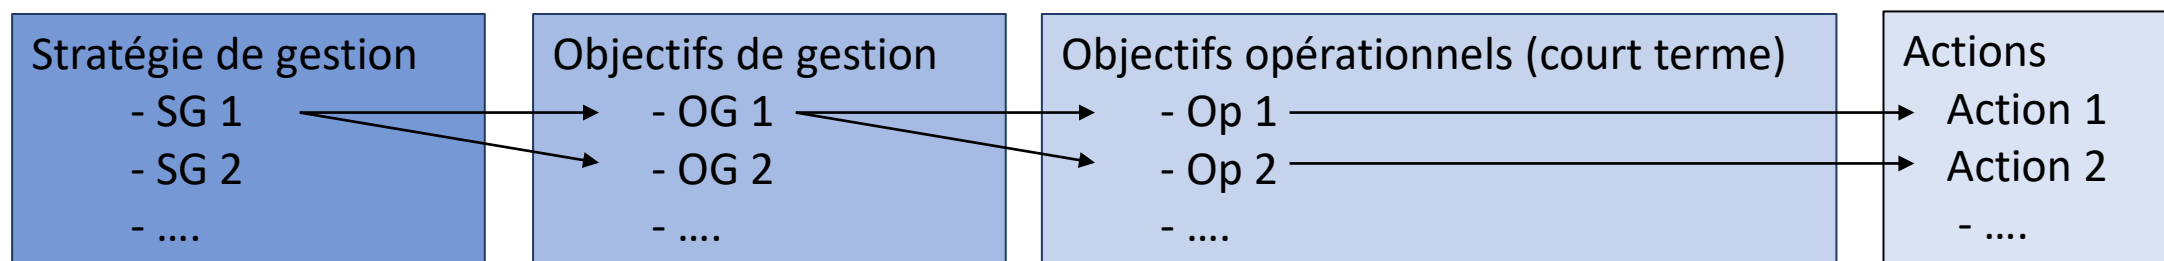 Stratégie de gestion
- SG 1
- SG 2
- ....
Objectifs de gestion
- OG 1
- OG 2
- ....
Objectifs opérationnels (court terme)
- Op 1
- Op 2
- ....
Actions
Action 1
Action 2
- ....